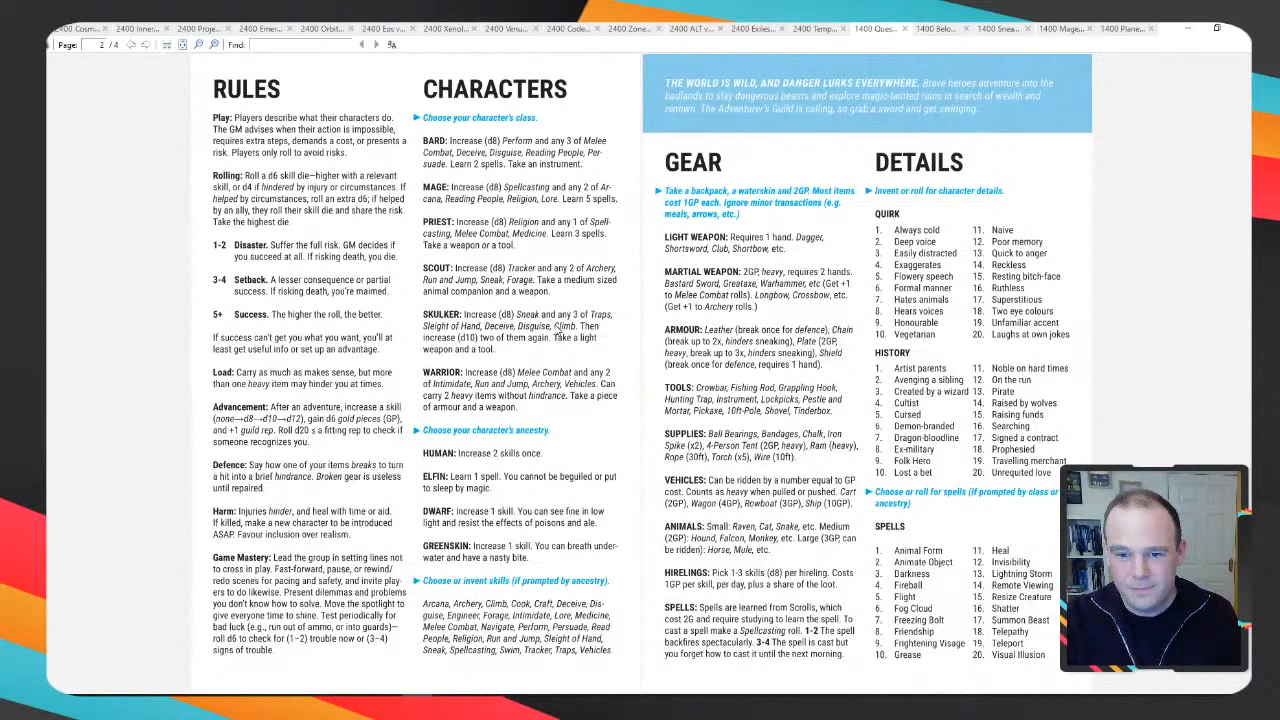 2400 Cosm...
2400 Inner...
2400 Proje...
2400 Emer...
2400 Orbit...
2400 Eos v...
2400 Xenol...
2400 Venu...
2400 Code...
2400 Zone...
2400 ALT v...
2400 Exiles...
2400 Temp...
1400 Ques...
1400 Belo...
1400 Snea...
1400 Mage...
1400 Plane...
Page: 2 / 4
Find:
RULES
Play: Players describe what their characters do.
The GM advises when their action is impossible,
requires extra steps, demands a cost, or presents a
risk. Players only roll to avoid risks.
Rolling: Roll a d6 skill die—higher with a relevant
skill, or d4 if hindered by injury or circumstances. If
helped by circumstances, roll an extra d6; if helped
by an ally, they roll their skill die and share the risk.
Take the highest die.
1-2 Disaster. Suffer the full risk. GM decides if
you succeed at all. If risking death, you die.
3-4 Setback. A lesser consequence or partial
success. If risking death, you're maimed.
5+ Success. The higher the roll, the better.
If success can't get you what you want, you'll at
least get useful info or set up an advantage.
Load: Carry as much as makes sense, but more
than one heavy item may hinder you at times.
Advancement: After an adventure, increase a skill
(none→d8→d10→d12), gain d6 gold pieces (GP),
and +1 guild rep. Roll d20 ≤ a fitting rep to check if
someone recognizes you.
Defence: Say how one of your items breaks to turn
a hit into a brief hindrance. Broken gear is useless
until repaired.
Harm: Injuries hinder, and heal with time or aid.
If killed, make a new character to be introduced
ASAP. Favour inclusion over realism.
Game Mastery: Lead the group in setting lines not
to cross in play. Fast-forward, pause, or rewind/
redo scenes for pacing and safety, and invite play-
ers to do likewise. Present dilemmas and problems
you don't know how to solve. Move the spotlight to
give everyone time to shine. Test periodically for
bad luck (e.g., run out of ammo, or into guards)—
roll d6 to check for (1–2) trouble now or (3–4)
signs of trouble.
CHARACTERS
Choose your character's class.
BARD: Increase (d8) Perform and any 3 of Melee
Combat, Deceive, Disguise, Reading People, Per-
suade. Learn 2 spells. Take an instrument.
MAGE: Increase (d8) Spellcasting and any 2 of Ar-
cana, Reading People, Religion, Lore. Learn 5 spells.
PRIEST: Increase (d8) Religion and any 1 of Spell-
casting, Melee Combat, Medicine. Learn 3 spells.
Take a weapon or a tool.
SCOUT: Increase (d8) Tracker and any 2 of Archery,
Run and Jump, Sneak, Forage. Take a medium sized
animal companion and a weapon.
SKULKER: Increase (d8) Sneak and any 3 of Traps,
Sleight of Hand, Deceive, Disguise, Climb. Then
increase (d10) two of them again. Take a light
weapon and a tool.
WARRIOR: Increase (d8) Melee Combat and any 2
of Intimidate, Run and Jump, Archery, Vehicles. Can
carry 2 heavy items without hindrance. Take a piece
of armour and a weapon.
Choose your character's ancestry.
HUMAN: Increase 2 skills once.
ELFIN: Learn 1 spell. You cannot be beguiled or put
to sleep by magic.
DWARF: Increase 1 skill. You can see fine in low
light and resist the effects of poisons and ale.
GREENSKIN: Increase 1 skill. You can breath under-
water and have a nasty bite.
Choose or invent skills (if prompted by ancestry).
Arcana, Archery, Climb, Cook, Craft, Deceive, Dis-
guise, Engineer, Forage, Intimidate, Lore, Medicine,
Melee Combat, Navigate, Perform, Persuade, Read
People, Religion, Run and Jump, Sleight of Hand,
Sneak, Spellcasting, Swim, Tracker, Traps, Vehicles.
THE WORLD IS WILD, AND DANGER LURKS EVERYWHERE. Brave heroes adventure into the
badlands to slay dangerous beasts and explore magic-tainted ruins in search of wealth and
renown. The Adventurer's Guild is calling, so grab a sword and get swinging.
GEAR
Take a backpack, a waterskin and 2GP. Most items
cost 1GP each. Ignore minor transactions (e.g.
meals, arrows, etc.)
LIGHT WEAPON: Requires 1 hand. Dagger,
Shortsword, Club, Shortbow, etc.
MARTIAL WEAPON: 2GP, heavy, requires 2 hands.
Bastard Sword, Greataxe, Warhammer, etc (Get +1
to Melee Combat rolls). Longbow, Crossbow, etc.
(Get +1 to Archery rolls.)
ARMOUR: Leather (break once for defence), Chain
(break up to 2x, hinders sneaking), Plate (2GP,
heavy, break up to 3x, hinders sneaking), Shield
(break once for defence, requires 1 hand).
TOOLS: Crowbar, Fishing Rod, Grappling Hook,
Hunting Trap, Instrument, Lockpicks, Pestle and
Mortar, Pickaxe, 10ft-Pole, Shovel, Tinderbox.
SUPPLIES: Ball Bearings, Bandages, Chalk, Iron
Spike (x2), 4-Person Tent (2GP, heavy), Ram (heavy),
Rope (30ft), Torch (x5), Wire (10ft).
VEHICLES: Can be ridden by a number equal to GP
cost. Counts as heavy when pulled or pushed. Cart
(2GP), Wagon (4GP), Rowboat (3GP), Ship (10GP).
ANIMALS: Small: Raven, Cat, Snake, etc. Medium
(2GP): Hound, Falcon, Monkey, etc. Large (3GP, can
be ridden): Horse, Mule, etc.
HIRELINGS: Pick 1-3 skills (d8) per hireling. Costs
1GP per skill, per day, plus a share of the loot.
SPELLS: Spells are learned from Scrolls, which
cost 2G and require studying to learn the spell. To
cast a spell make a Spellcasting roll. 1-2 The spell
backfires spectacularly. 3-4 The spell is cast but
you forget how to cast it until the next morning.
DETAILS
Invent or roll for character details.
QUIRK
1. Always cold
2. Deep voice
3. Easily distracted
4. Exaggerates
5. Flowery speech
6. Formal manner
7. Hates animals
8. Hears voices
9. Honourable
10. Vegetarian
11. Naive
12. Poor memory
13. Quick to anger
14. Reckless
15. Resting bitch-face
16. Ruthless
17. Superstitious
18. Two eye colours
19. Unfamiliar accent
20. Laughs at own jokes
HISTORY
1. Artist parents
2. Avenging a sibling
3. Created by a wizard
4. Cultist
5. Cursed
6. Demon-branded
7. Dragon-bloodline
8. Ex-military
9. Folk Hero
10. Lost a bet
11. Noble on hard times
12. On the run
13. Pirate
14. Raised by wolves
15. Raising funds
16. Searching
17. Signed a contract
18. Prophesied
19. Travelling merchant
20. Unrequited love
Choose or roll for spells (if prompted by class or
ancestry)
SPELLS
1. Animal Form
2. Animate Object
3. Darkness
4. Fireball
5. Flight
6. Fog Cloud
7. Freezing Bolt
8. Friendship
9. Frightening Visage
10. Grease
11. Heal
12. Invisibility
13. Lightning Storm
14. Remote Viewing
15. Resize Creature
16. Shatter
17. Summon Beast
18. Telepathy
19. Teleport
20. Visual Illusion